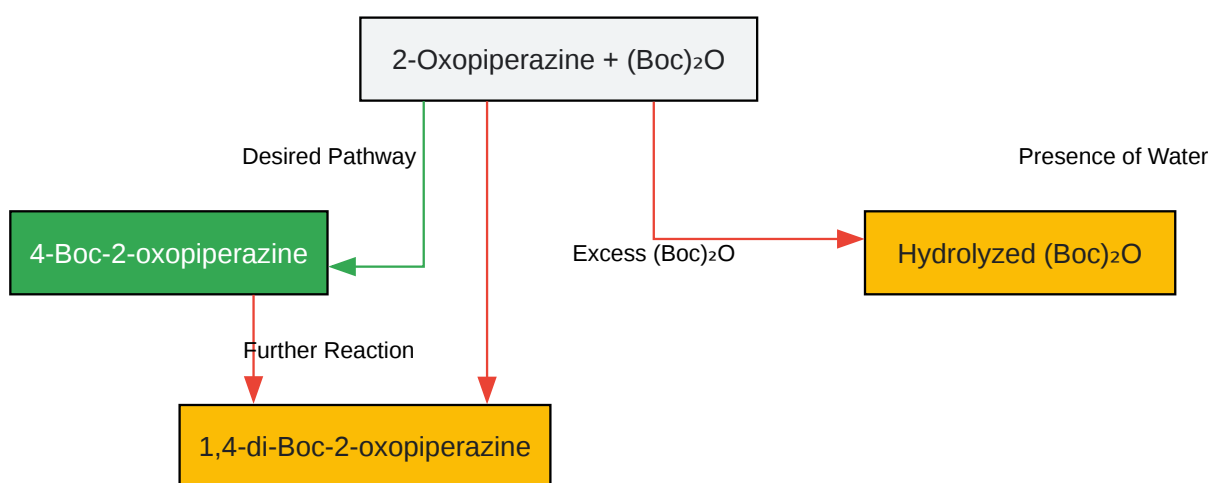 2-Oxopiperazine + (Boc)₂O
Desired Pathway
Presence of Water
4-Boc-2-oxopiperazine
Excess (Boc)₂O
Hydrolyzed (Boc)₂O
Further Reaction
1,4-di-Boc-2-oxopiperazine